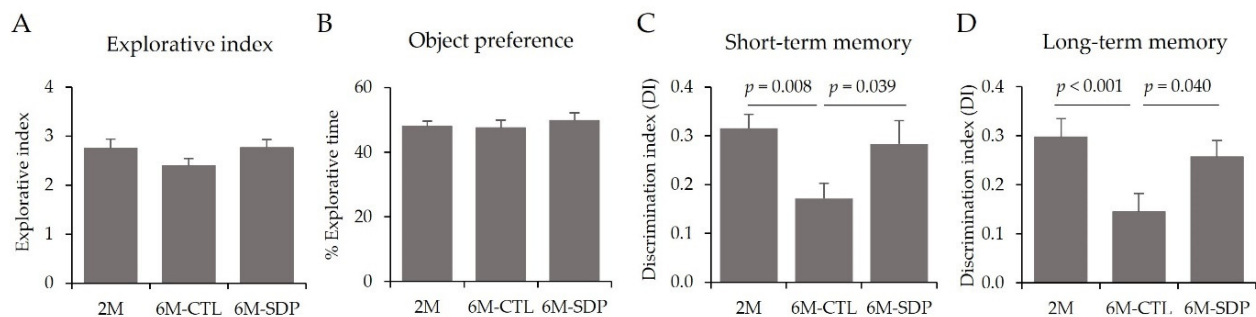 A
Explorative index
Explorative index
4
3
2
1
0
2M 6M-CTL 6M-SDP
B
Object preference
% Explorative time
60
40
20
0
2M 6M-CTL 6M-SDP
C
Short-term memory
Discrimination index (DI)
p = 0.008 p = 0.039
0.4
0.3
0.2
0.1
0.0
2M 6M-CTL 6M-SDP
D
Long-term memory
Discrimination index (DI)
p < 0.001 p = 0.040
0.4
0.3
0.2
0.1
0.0
2M 6M-CTL 6M-SDP